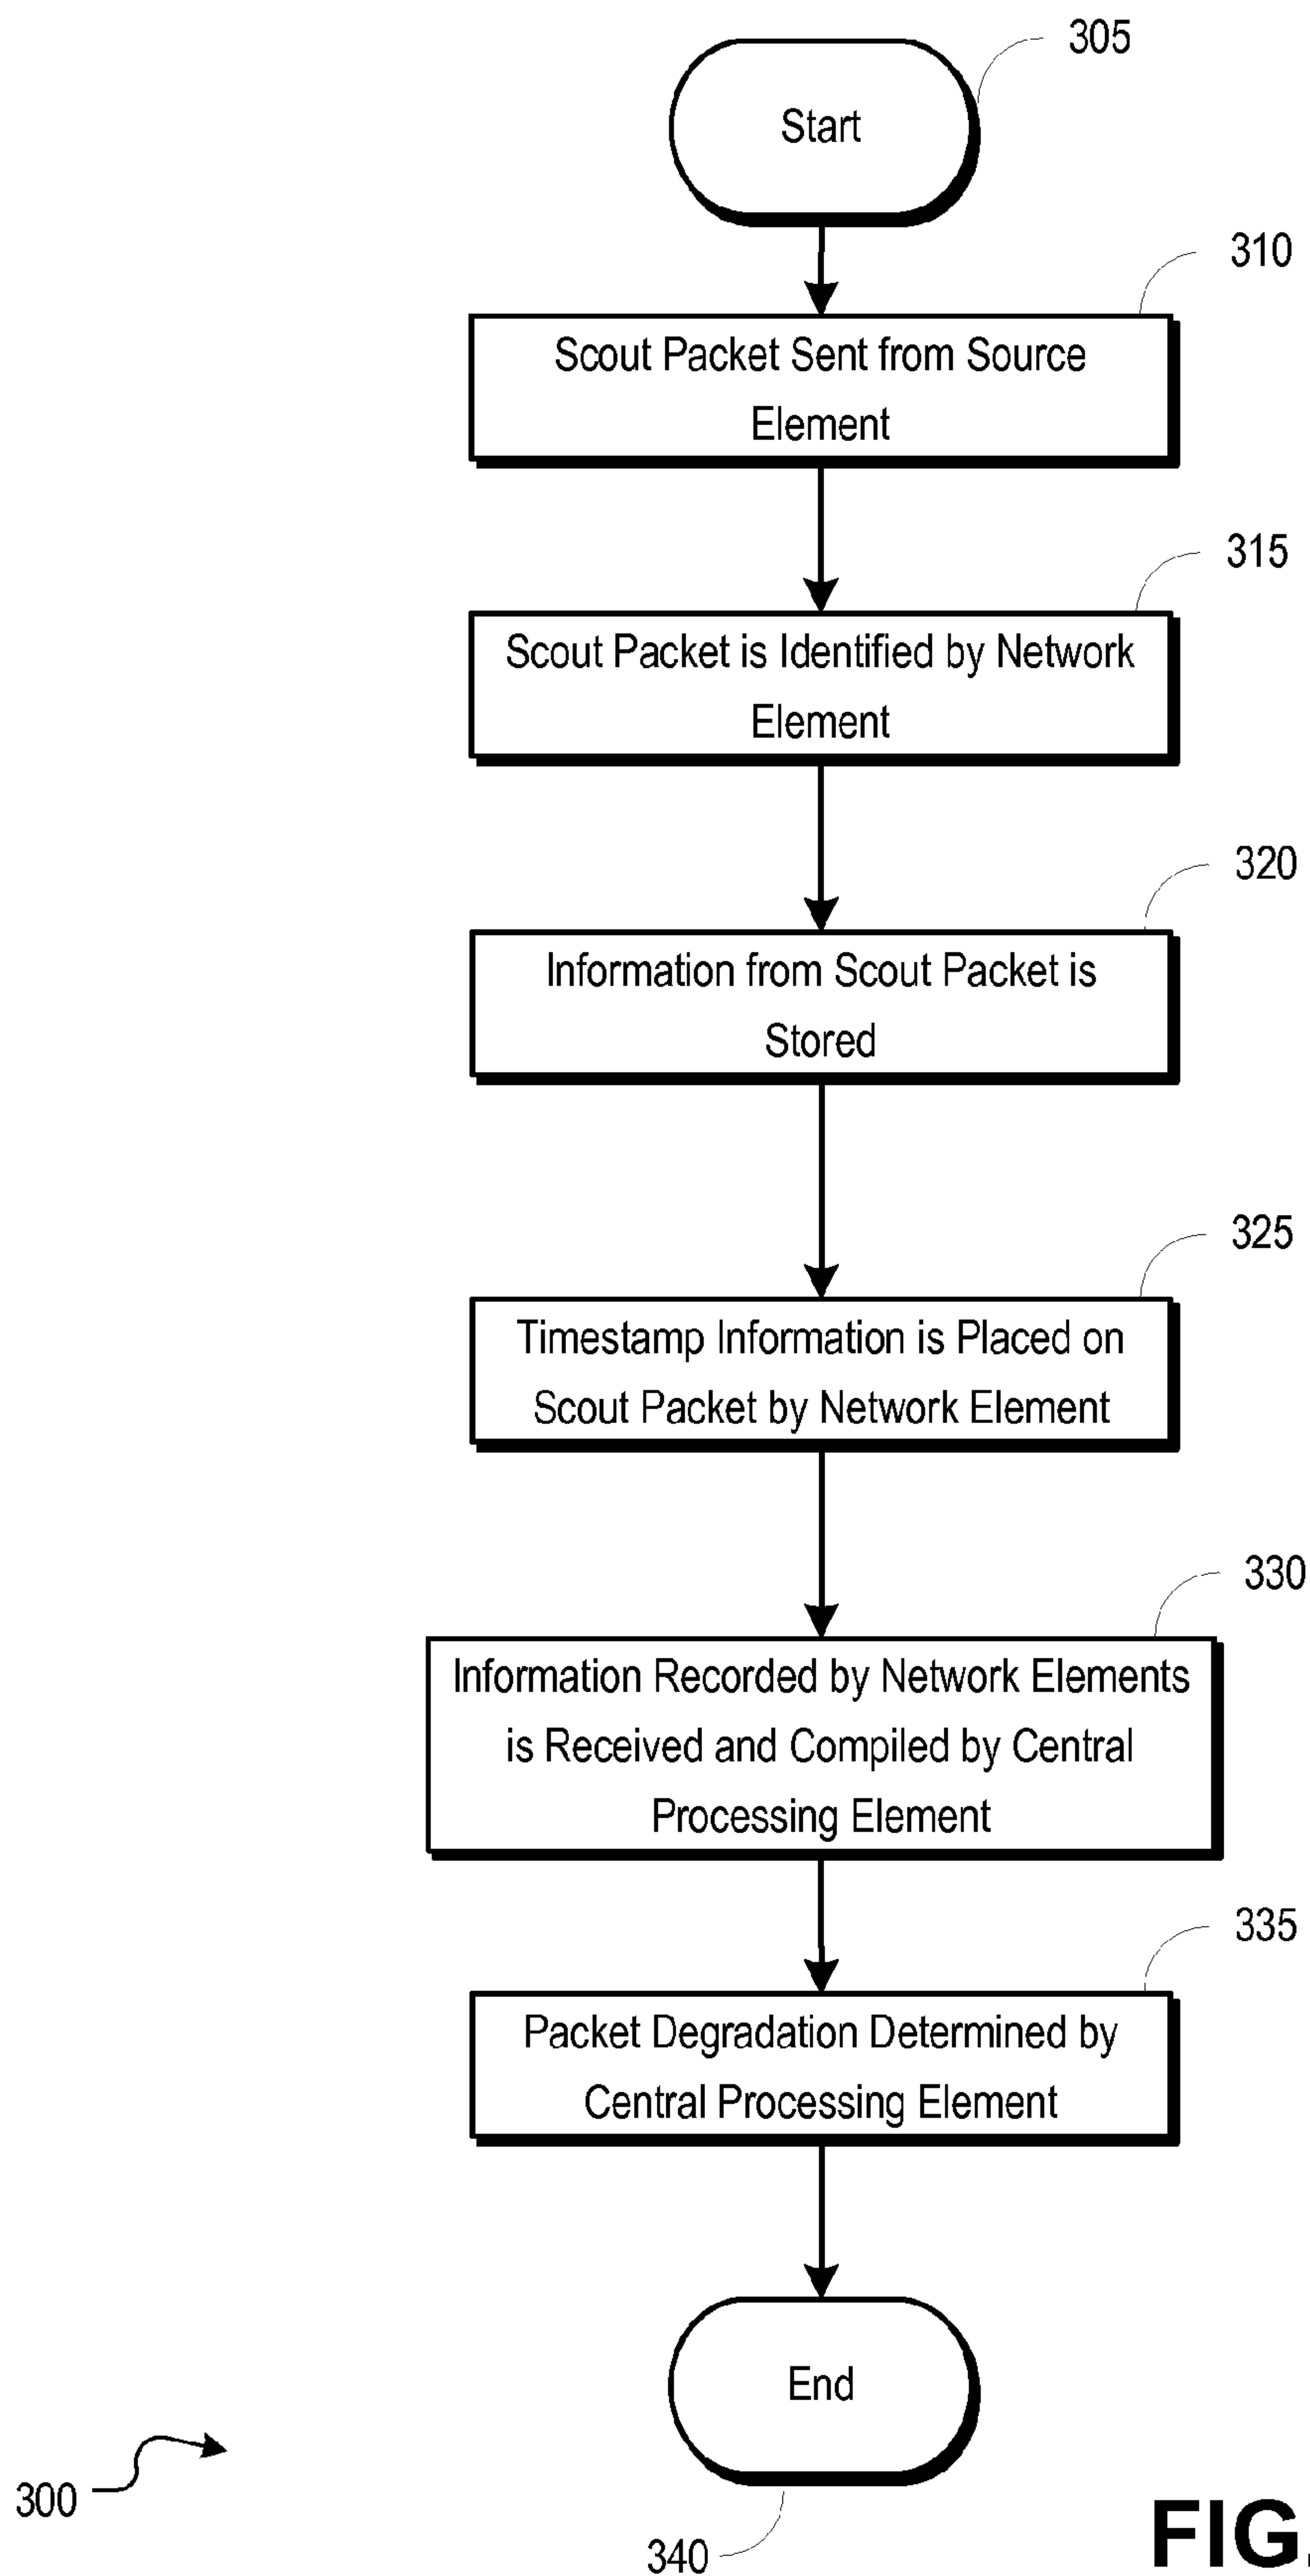 305
Start
310
Scout Packet Sent from Source
Element
315
Scout Packet is Identified by Network
Element
320
Information from Scout Packet is
Stored
325
Timestamp Information is Placed on
Scout Packet by Network Element
330
Information Recorded by Network Elements
is Received and Compiled by Central
Processing Element
335
Packet Degradation Determined by
Central Processing Element
End
300
340
FIG.